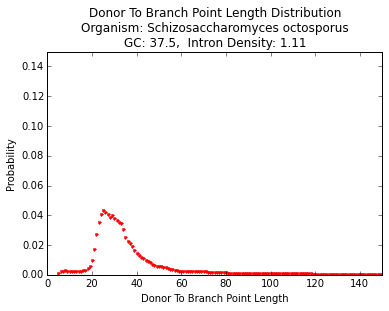 Donor To Branch Point Length Distribution
Organism: Schizosaccharomyces octosporus
GC: 37.5,  Intron Density: 1.11
0.14
0.12
0.10
0.08
0.06
0.04
0.02
0.00
Probability
0 20 40 60 80 100 120 140
Donor To Branch Point Length